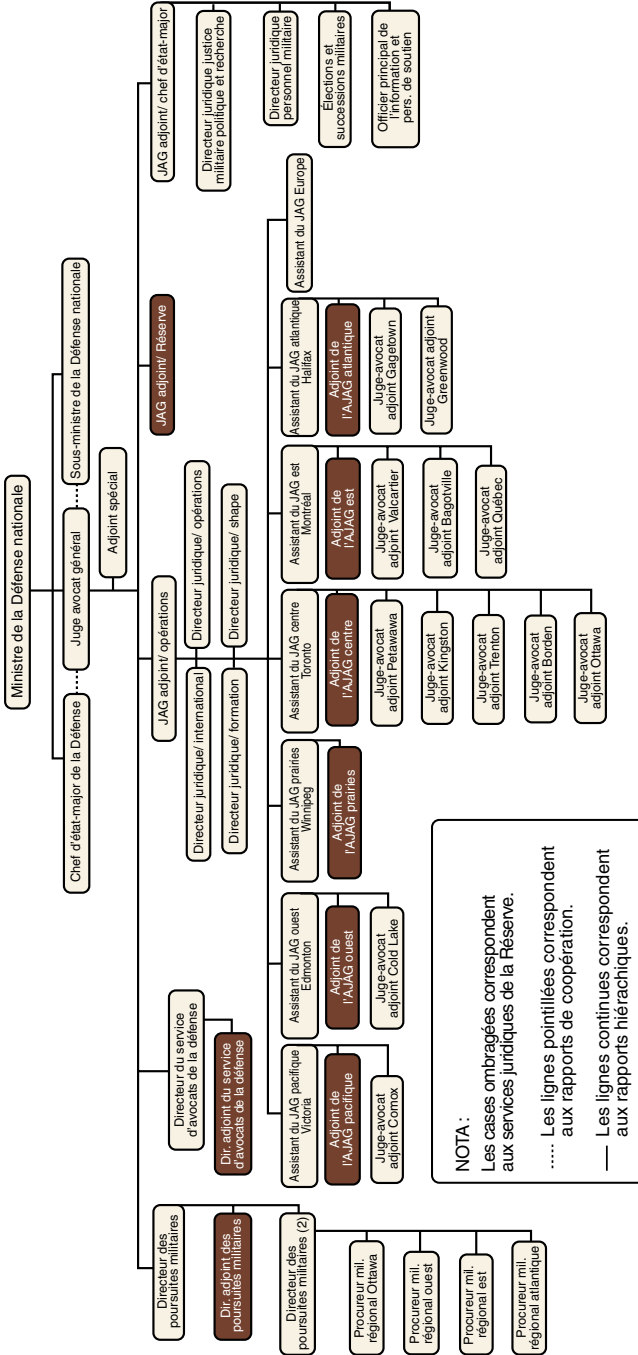 Ministre de la Défense nationale
Chef d'état-major de la Défense
Juge avocat général
Sous-ministre de la Défense nationale
Adjoint spécial
Directeur des
poursuites militaires
Dir. adjoint des
poursuites militaires
Directeur des
poursuites militaires (2)
Procureur mil.
régional Ottawa
Procureur mil.
régional ouest
Procureur mil.
régional est
Procureur mil.
régional atlantique
Directeur du service
d'avocats de la défense
Dir. adjoint du service
d'avocats de la défense
JAG adjoint/ opérations
Directeur juridique/ international
Directeur juridique/ opérations
Directeur juridique/ formation
Directeur juridique/ shape
JAG adjoint/ Réserve
JAG adjoint/ chef d'état-major
Directeur juridique justice
militaire politique et recherche
Directeur juridique
personnel militaire
Élections et
successions militaires
Officier principal de
l'information et
pers. de soutien
Assistant du JAG pacifique
Victoria
Adjoint de
l'AJAG pacifique
Juge-avocat
adjoint Comox
Assistant du JAG ouest
Edmonton
Adjoint de
l'AJAG ouest
Juge-avocat
adjoint Cold Lake
Assistant du JAG prairies
Winnipeg
Adjoint de
l'AJAG prairies
Assistant du JAG centre
Toronto
Adjoint de
l'AJAG centre
Juge-avocat
adjoint Petawawa
Juge-avocat
adjoint Kingston
Juge-avocat
adjoint Trenton
Juge-avocat
adjoint Borden
Juge-avocat
adjoint Ottawa
Assistant du JAG est
Montréal
Adjoint de
l'AJAG est
Juge-avocat
adjoint Valcartier
Juge-avocat
adjoint Bagotville
Juge-avocat
adjoint Québec
Assistant du JAG atlantique
Halifax
Adjoint de
l'AJAG atlantique
Juge-avocat
adjoint Gagetown
Juge-avocat adjoint
Greenwood
Assistant du JAG Europe
NOTA :
Les cases ombragées correspondent
aux services juridiques de la Réserve.
...... Les lignes pointillées correspondent
aux rapports de coopération.
— Les lignes continues correspondent
aux rapports hiérachiques.